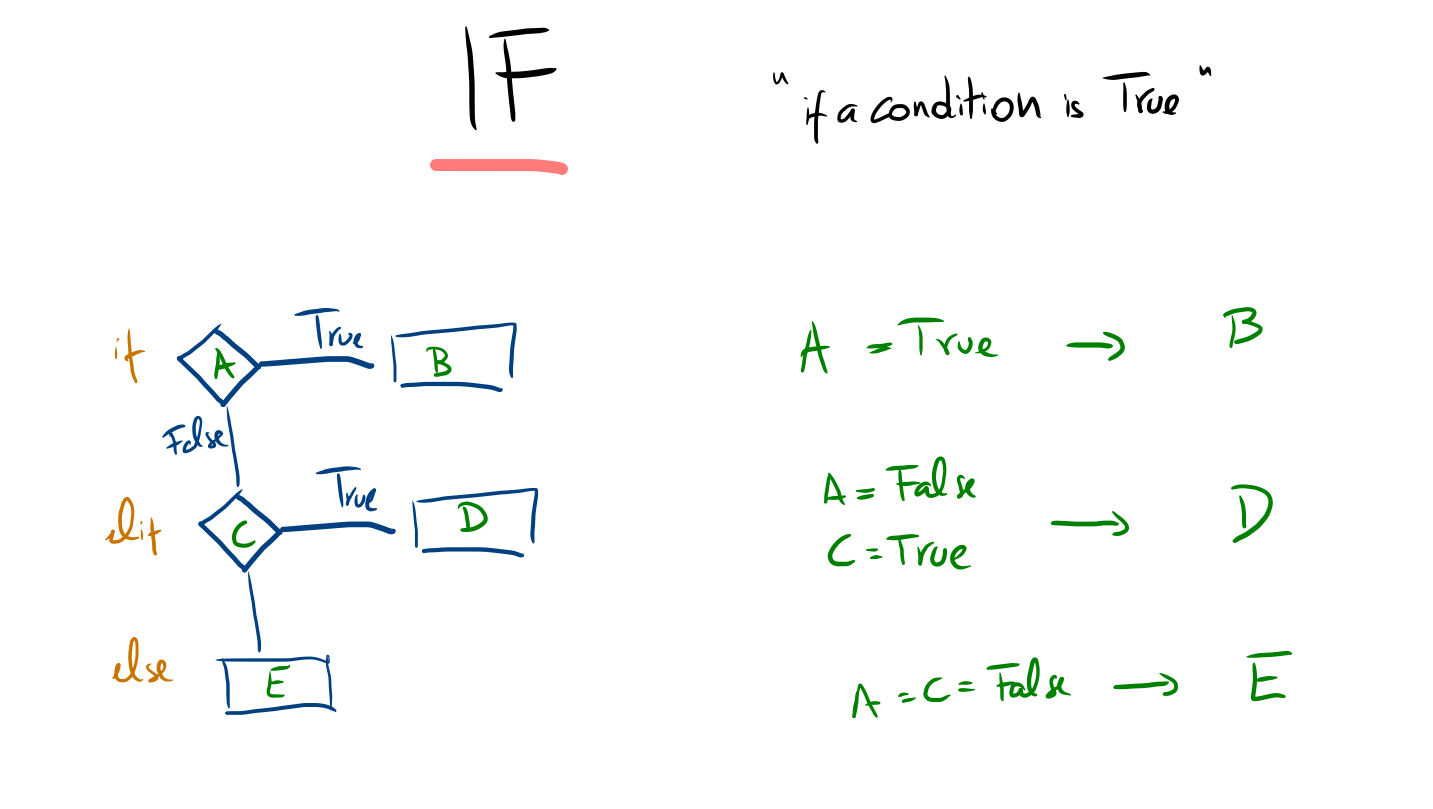 IF
"if a condition is True"
if A True B
False
elif C True D
else E
A = True → B
A = False
C = True → D
A = C = False → E